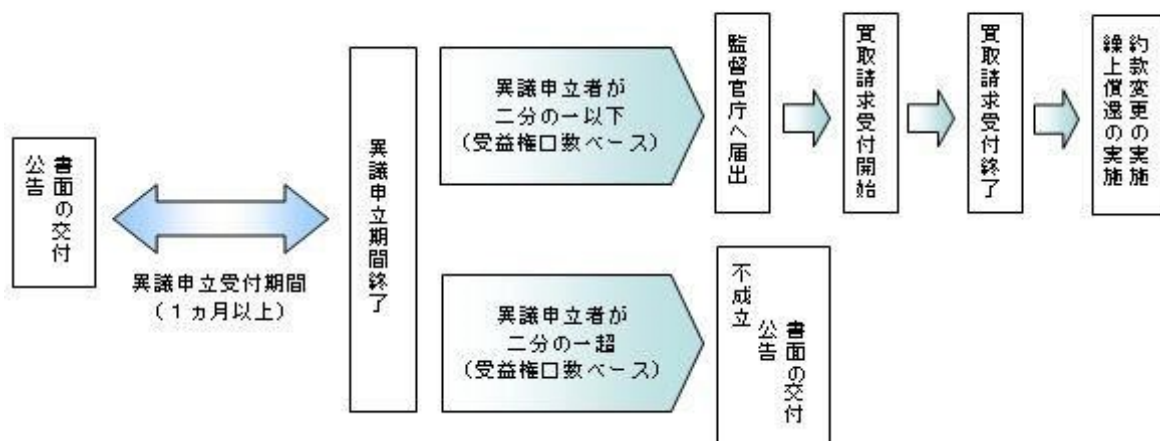 書面の交付
公告
異議申立受付期間
（１ヵ月以上）
異議申立期間終了
異議申立者が
二分の一以下
（受益権口数ベース）
監督官庁へ届出
買取請求受付開始
買取請求受付終了
約款変更の実施
繰上償還の実施
異議申立者が
二分の一超
（受益権口数ベース）
不成立
書面の交付
公告